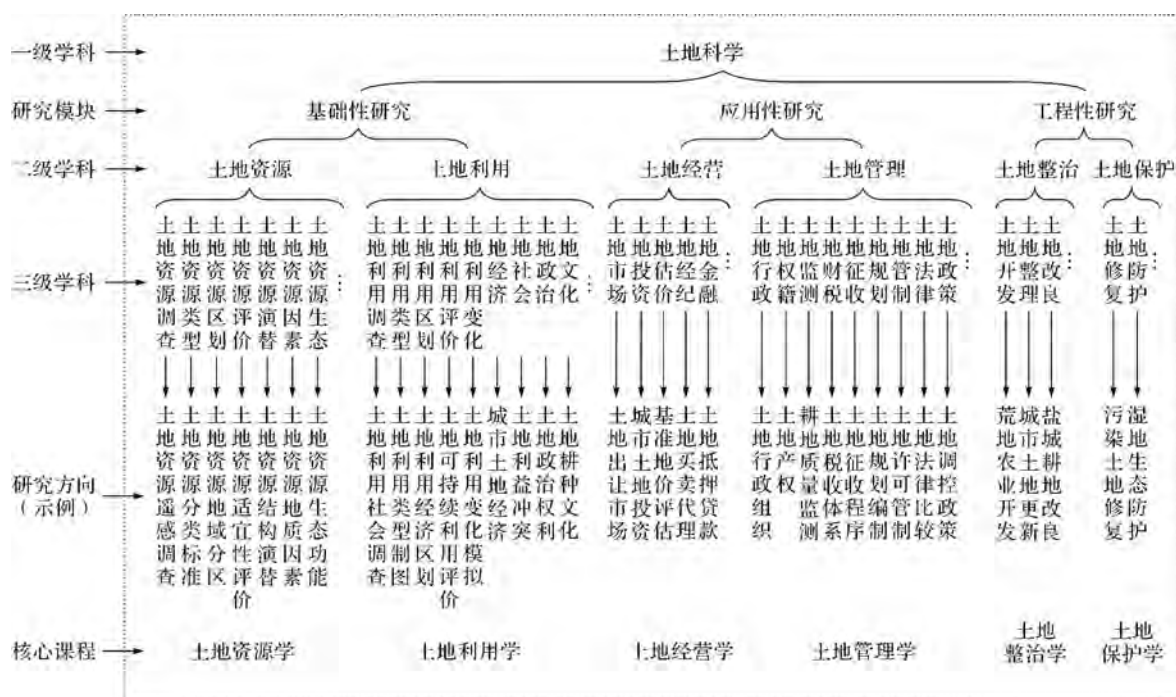 一级学科
土地科学
研究模块
基础性研究
应用性研究
工程性研究
二级学科
土地资源
土地利用
土地经营
土地管理
土地整治
土地保护
三级学科
土地资源调查
土地资源类型
土地资源区划
土地资源评价
土地资源演替
土地资源因素
土地资源生态
⋮
土地利用调查
土地利用类型
土地利用区划
土地利用评价
土地利用变化
土地经济
土地社会
土地政治
土地文化
⋮
土地市场
土地投资
土地估价
土地经纪
土地金融
⋮
土地行政
土地权籍
土地监测
土地财税
土地征收
土地规划
土地管制
土地法律
土地政策
⋮
土地开发
土地整理
土地改良
⋮
土地修复
土地防护
⋮
研究方向
（示例）
土地资源遥感调查
土地资源分类标准
土地资源地域分区
土地资源适宜性评价
土地资源结构演替
土地资源地质因素
土地资源生态功能
土地利用社会调查
土地利用类型制图
土地利用经济区划
土地可持续利用评价
土地利用变化模拟
城市土地经济
土地利益冲突
土地政治权利
土地耕种文化
土地出让市场
城市土地投资
基准地价评估
土地买卖代理
土地抵押贷款
土地行政组织
土地产权
耕地质量监测
土地税收体系
土地征收程序
土地规划编制
土地许可管制
土地法律比较
土地调控政策
荒地农业开发
城市土地更新
盐城耕地改良
污染土地修复
湿地生态防护
核心课程
土地资源学
土地利用学
土地经营学
土地管理学
土地
整治学
土地
保护学